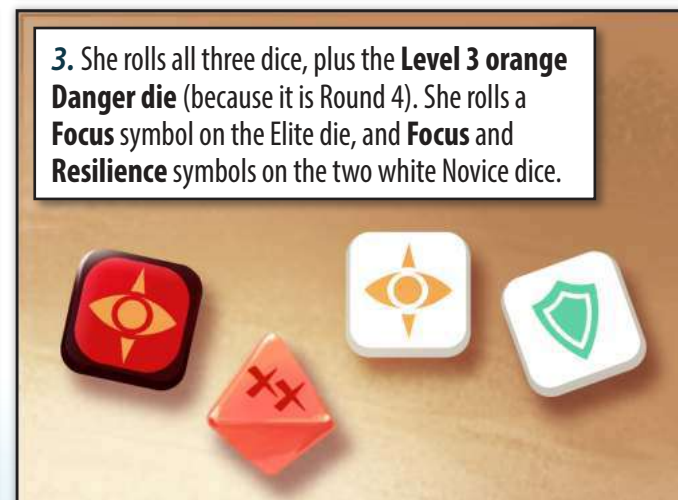 3. She rolls all three dice, plus the Level 3 orange
Danger die (because it is Round 4). She rolls a
Focus symbol on the Elite die, and Focus and
Resilience symbols on the two white Novice dice.